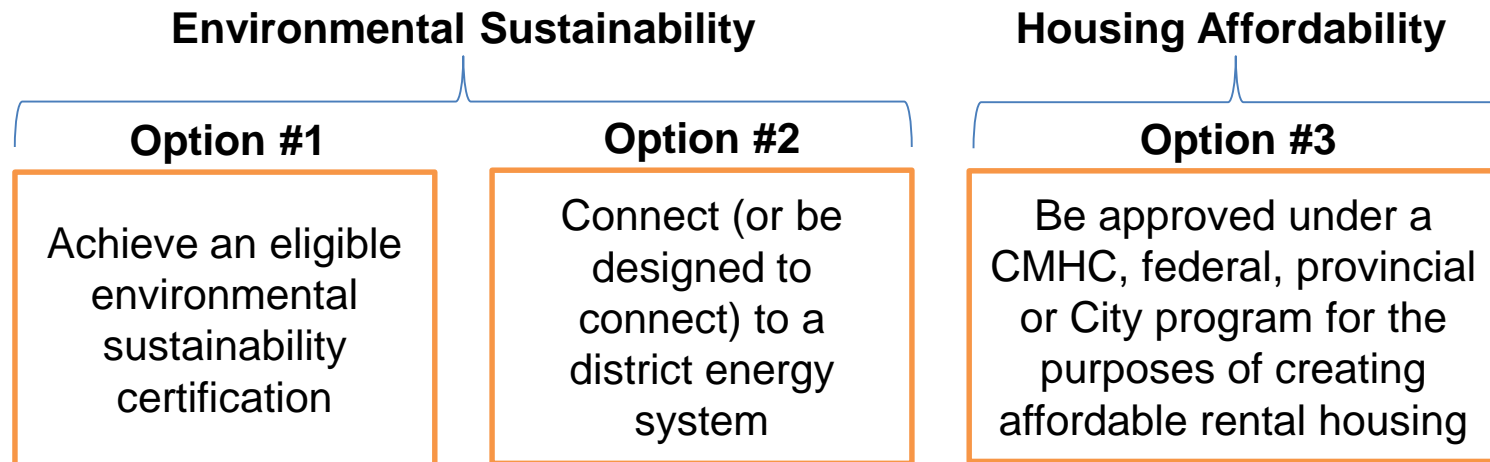 Environmental Sustainability
Housing Affordability
Option #1
Achieve an eligible
environmental
sustainability
certification
Option #2
Connect (or be
designed to
connect) to a
district energy
system
Option #3
Be approved under a
CMHC, federal, provincial
or City program for the
purposes of creating
affordable rental housing